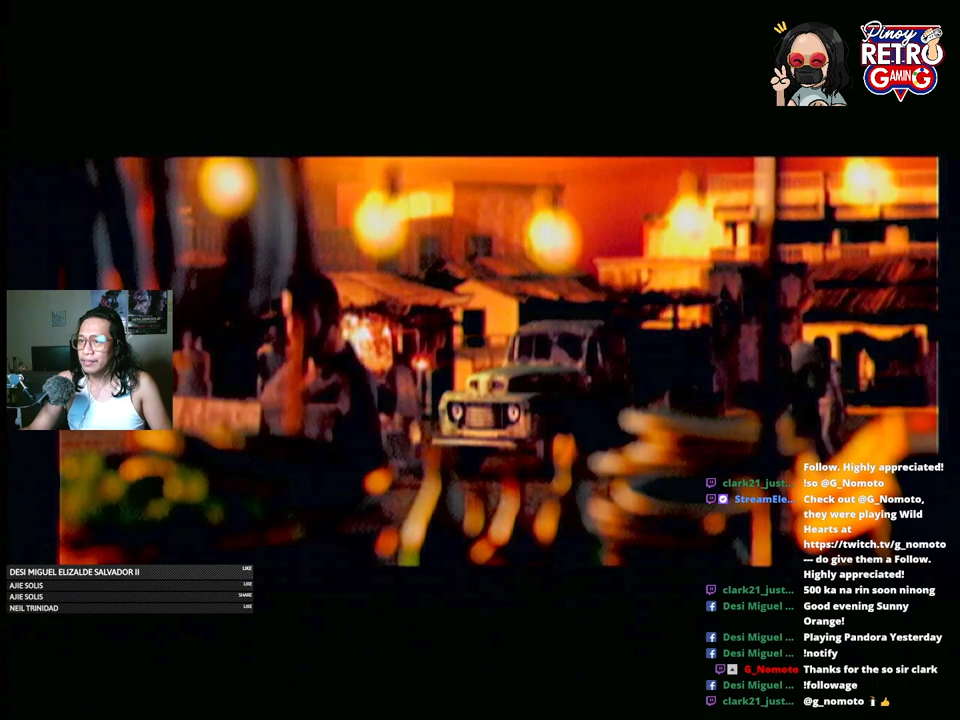 Pinoy
RETRO
GAMING
Follow. Highly appreciated!
clark21_just... !so @G_Nomoto
StreamEle... Check out @G_Nomoto,
they were playing Wild
Hearts at
https://twitch.tv/g_nomoto
--- do give them a Follow.
Highly appreciated!
clark21_just... 500 ka na rin soon ninong
Desi Miguel ... Good evening Sunny
Orange!
Desi Miguel ... Playing Pandora Yesterday
Desi Miguel ... !notify
G_Nomoto Thanks for the so sir clark
Desi Miguel ... !followage
clark21_just... @g_nomoto
DESI MIGUEL ELIZALDE SALVADOR II LIKE
AJIE SOLIS LIKE
AJIE SOLIS SHARE
NEIL TRINIDAD LIKE